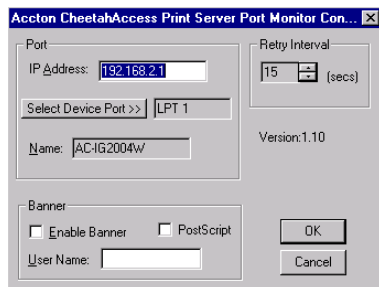 Accton CheetahAccess Print Server Port Monitor Con...
Port
IP Address: 192.168.2.1
Select Device Port >> LPT 1
Name: AC-IG2004W
Retry Interval
15 (secs)
Version:1.10
Banner
Enable Banner PostScript
User Name:
OK
Cancel